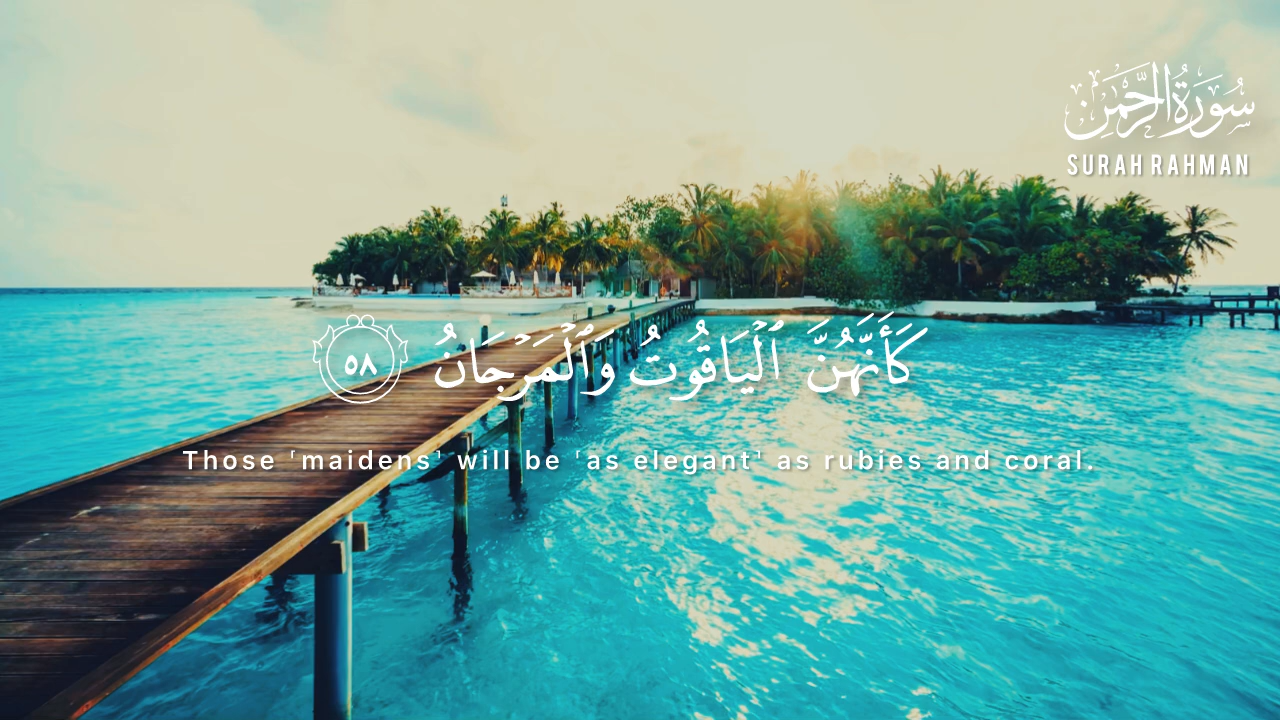 سُورَةُ الرَّحْمَٰن
SURAH RAHMAN
كَأَنَّهُنَّ ٱلْيَاقُوتُ وَٱلْمَرْجَانُ ٥٨
Those ˹maidens˺ will be ˹as elegant˺ as rubies and coral.